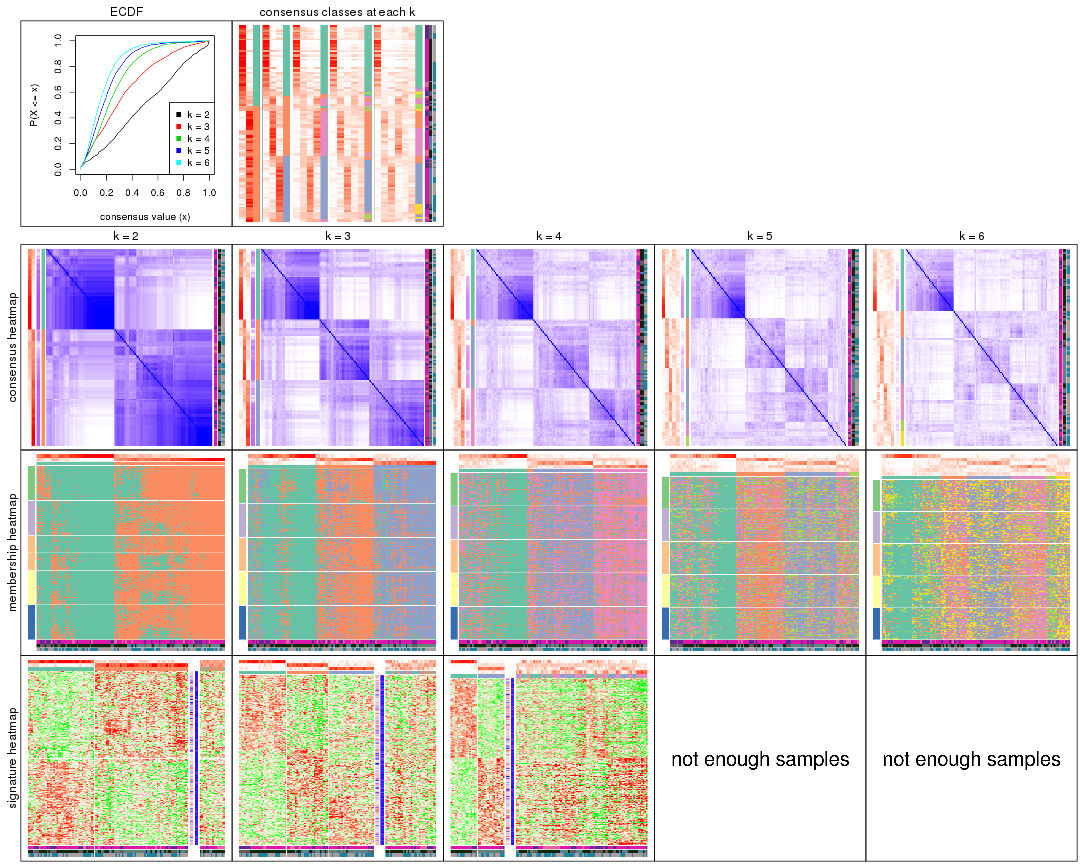 ECDF
consensus classes at each k
P(X <= x)
0.0 0.2 0.4 0.6 0.8 1.0
k = 2
k = 3
k = 4
k = 5
k = 6
0.0 0.2 0.4 0.6 0.8 1.0
consensus value (x)
k = 2
k = 3
k = 4
k = 5
k = 6
consensus heatmap
membership heatmap
signature heatmap
not enough samples
not enough samples